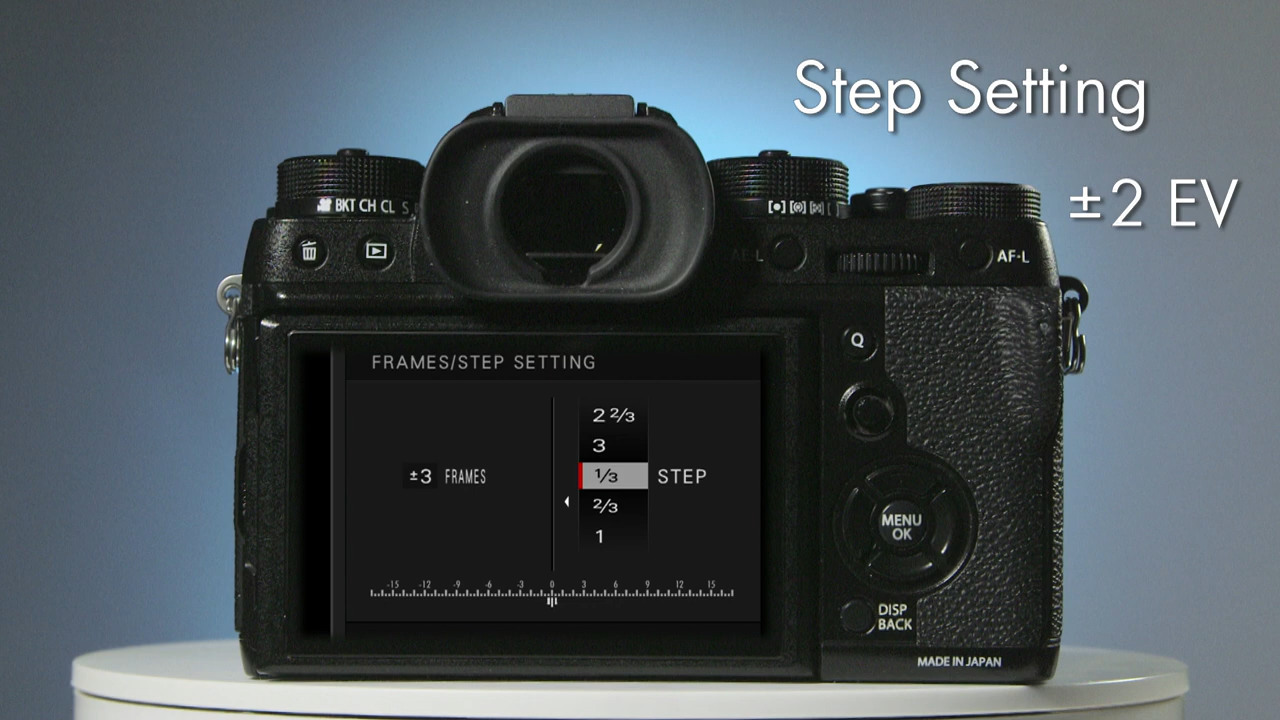 Step Setting
±2 EV
BKT CH CL S
AF-L
AE-L
Q
FRAMES/STEP SETTING
2 2/3
3
±3 FRAMES
1/3 STEP
2/3
1
-15 -12 -9 -6 -3 0 3 6 9 12 15
MENU
OK
DISP
BACK
MADE IN JAPAN